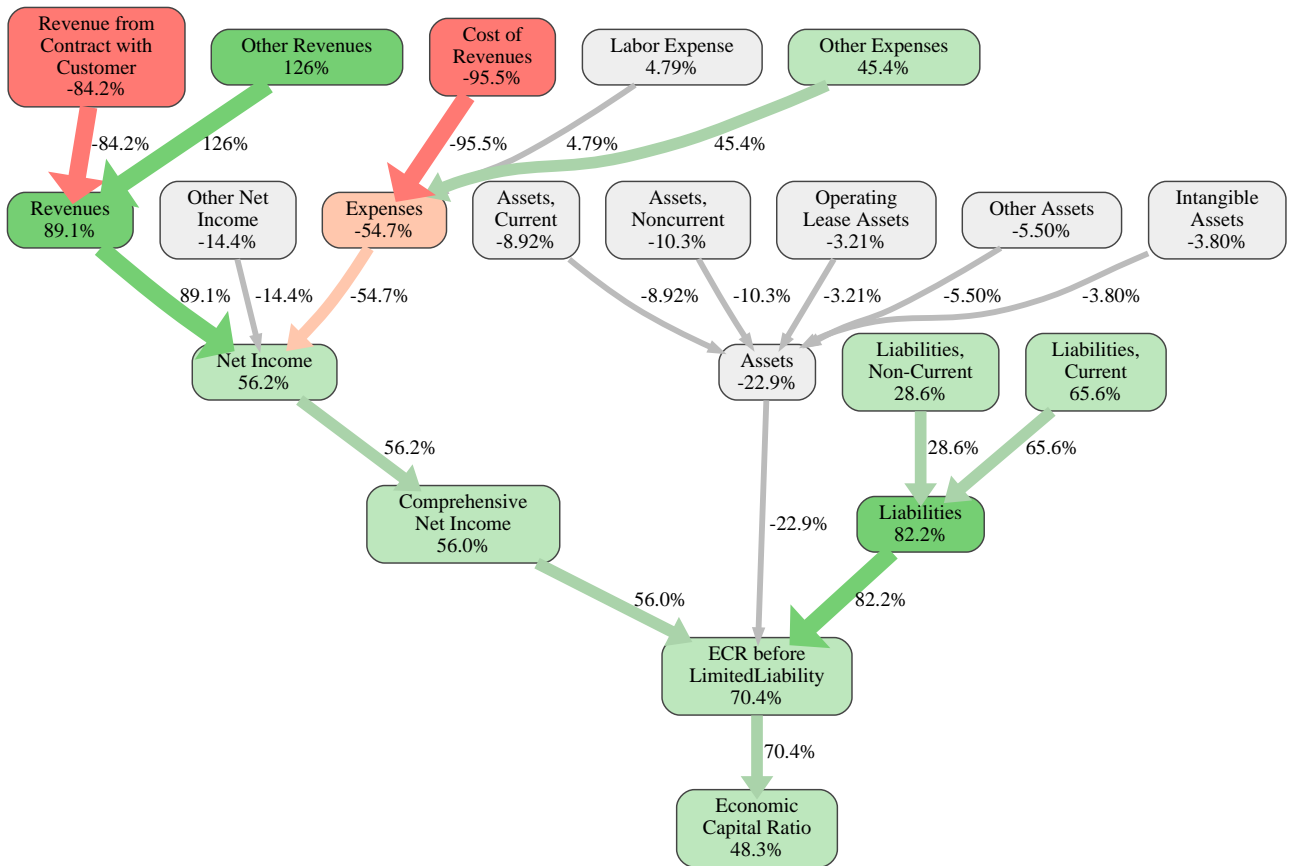 Revenue from
Contract with
Customer
-84.2%
Other Revenues
126%
Cost of
Revenues
-95.5%
Labor Expense
4.79%
Other Expenses
45.4%
-84.2%
126%
-95.5%
4.79%
45.4%
Revenues
89.1%
Other Net
Income
-14.4%
Expenses
-54.7%
Assets,
Current
-8.92%
Assets,
Noncurrent
-10.3%
Operating
Lease Assets
-3.21%
Other Assets
-5.50%
Intangible
Assets
-3.80%
89.1%
-14.4%
-54.7%
-8.92%
-10.3%
-3.21%
-5.50%
-3.80%
Net Income
56.2%
Assets
-22.9%
Liabilities,
Non-Current
28.6%
Liabilities,
Current
65.6%
56.2%
28.6%
65.6%
Comprehensive
Net Income
56.0%
-22.9%
Liabilities
82.2%
56.0%
82.2%
ECR before
LimitedLiability
70.4%
70.4%
Economic
Capital Ratio
48.3%